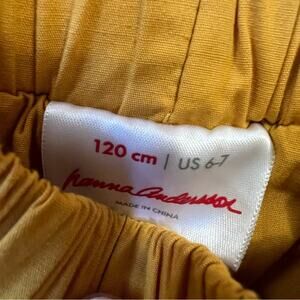 120 cm | US 6-7
hanna andersson
MADE IN CHINA